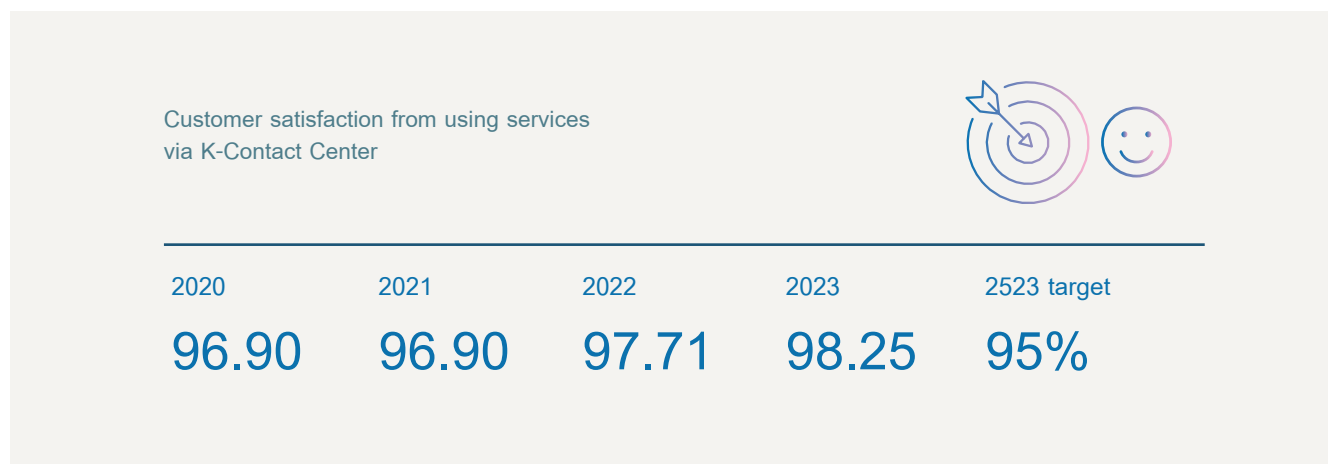 Customer satisfaction from using services
via K-Contact Center
2020 2021 2022 2023 2523 target
96.90 96.90 97.71 98.25 95%